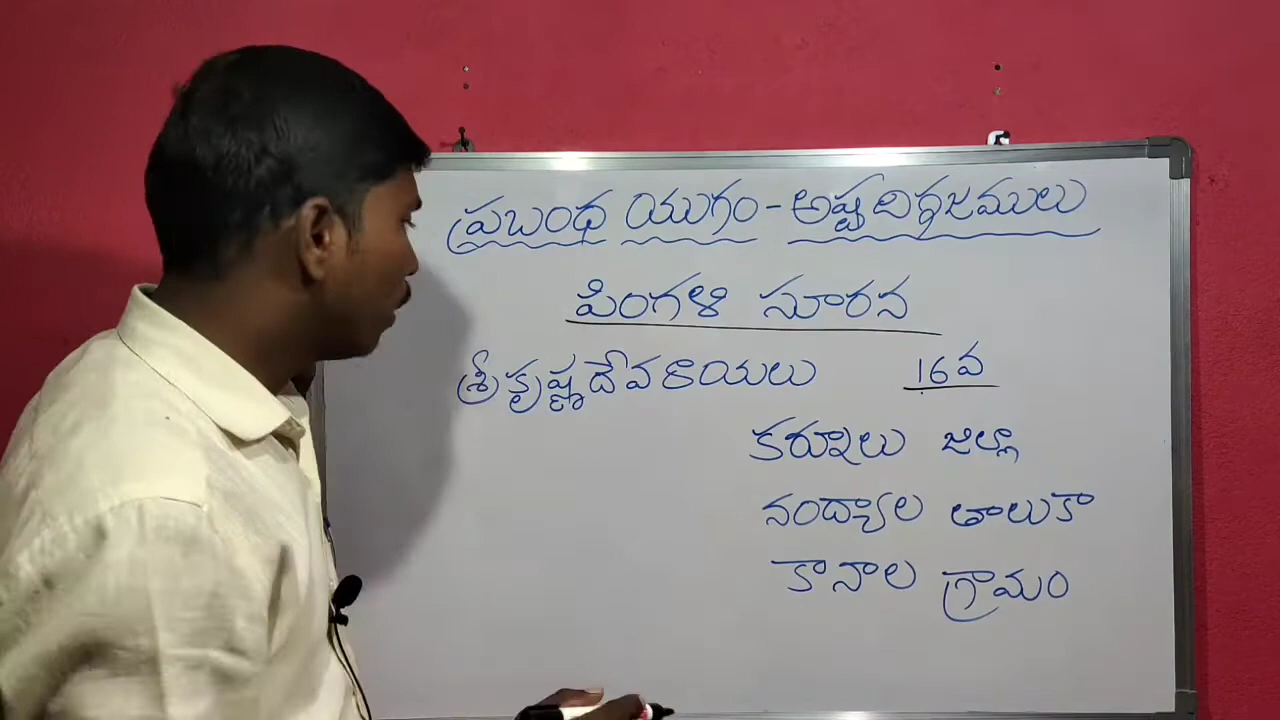 ప్రబంధ యుగం - అష్టదిగ్గజములు
పింగళి సూరన
శ్రీకృష్ణదేవరాయలు 16వ
కర్నూలు జిల్లా
నంద్యాల తాలుకా
కానాల గ్రామం